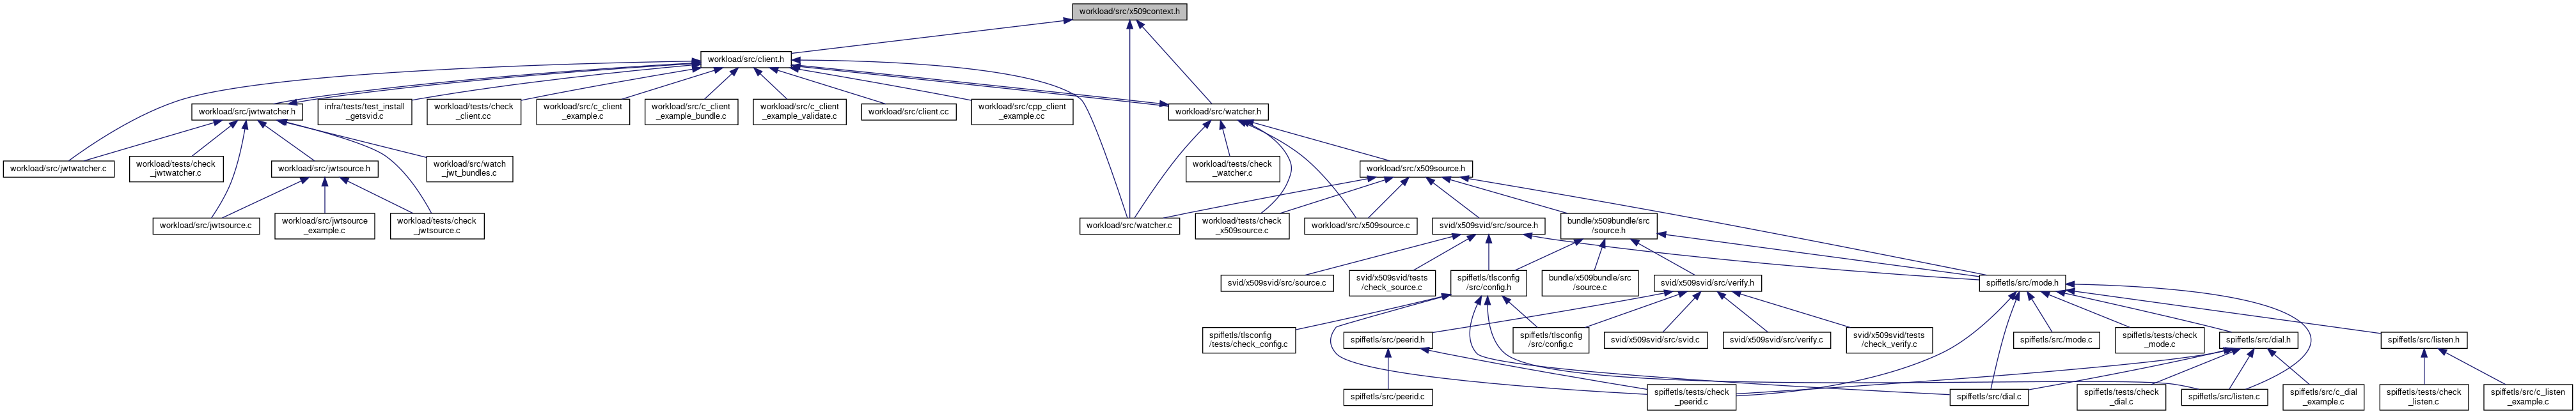 workload/src/x509context.h
workload/src/client.h
workload/src/jwtwatcher.h
infra/tests/test_install
_getsvid.c
workload/tests/check
_client.cc
workload/src/c_client
_example.c
workload/src/c_client
_example_bundle.c
workload/src/c_client
_example_validate.c
workload/src/client.cc
workload/src/cpp_client
_example.cc
workload/src/watcher.h
workload/src/jwtwatcher.c
workload/tests/check
_jwtwatcher.c
workload/src/jwtsource.h
workload/src/watch
_jwt_bundles.c
workload/tests/check
_watcher.c
workload/src/x509source.h
workload/src/jwtsource.c
workload/src/jwtsource
_example.c
workload/tests/check
_jwtsource.c
workload/src/watcher.c
workload/tests/check
_x509source.c
workload/src/x509source.c
svid/x509svid/src/source.h
bundle/x509bundle/src
/source.h
svid/x509svid/src/source.c
svid/x509svid/tests
/check_source.c
spiffetls/tlsconfig
/src/config.h
bundle/x509bundle/src
/source.c
svid/x509svid/src/verify.h
spiffetls/src/mode.h
spiffetls/tlsconfig
/tests/check_config.c
spiffetls/src/peerid.h
spiffetls/tlsconfig
/src/config.c
svid/x509svid/src/svid.c
svid/x509svid/src/verify.c
svid/x509svid/tests
/check_verify.c
spiffetls/src/mode.c
spiffetls/tests/check
_mode.c
spiffetls/src/dial.h
spiffetls/src/listen.h
spiffetls/src/peerid.c
spiffetls/tests/check
_peerid.c
spiffetls/src/dial.c
spiffetls/tests/check
_dial.c
spiffetls/src/listen.c
spiffetls/src/c_dial
_example.c
spiffetls/tests/check
_listen.c
spiffetls/src/c_listen
_example.c